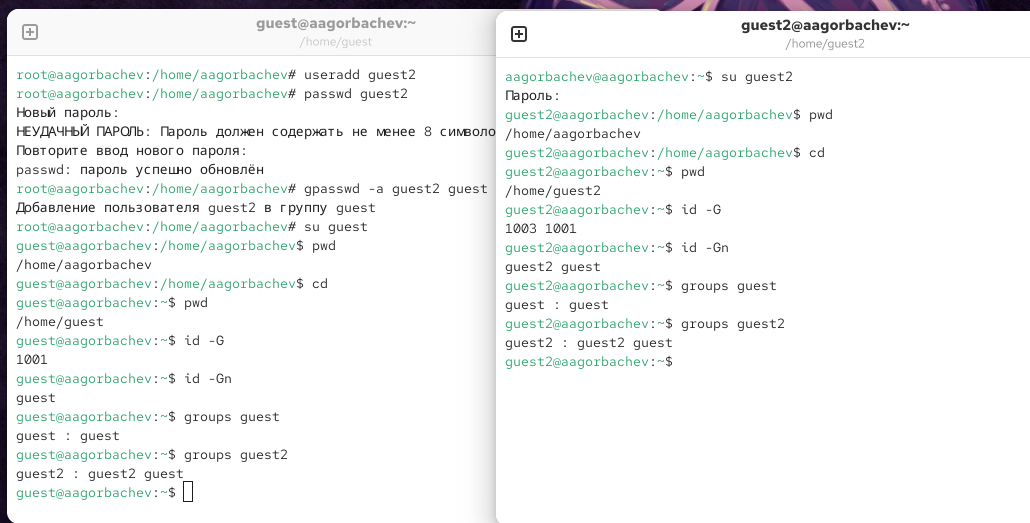 guest@aagorbachev:~
/home/guest
root@aagorbachev:/home/aagorbachev# useradd guest2
root@aagorbachev:/home/aagorbachev# passwd guest2
Новый пароль:
НЕУДАЧНЫЙ ПАРОЛЬ: Пароль должен содержать не менее 8 символо
Повторите ввод нового пароля:
passwd: пароль успешно обновлён
root@aagorbachev:/home/aagorbachev# gpasswd -a guest2 guest
Добавление пользователя guest2 в группу guest
root@aagorbachev:/home/aagorbachev# su guest
guest@aagorbachev:/home/aagorbachev$ pwd
/home/aagorbachev
guest@aagorbachev:/home/aagorbachev$ cd
guest@aagorbachev:~$ pwd
/home/guest
guest@aagorbachev:~$ id -G
1001
guest@aagorbachev:~$ id -Gn
guest
guest@aagorbachev:~$ groups guest
guest : guest
guest@aagorbachev:~$ groups guest2
guest2 : guest2 guest
guest@aagorbachev:~$
guest2@aagorbachev:~
/home/guest2
aagorbachev@aagorbachev:~$ su guest2
Пароль:
guest2@aagorbachev:/home/aagorbachev$ pwd
/home/aagorbachev
guest2@aagorbachev:/home/aagorbachev$ cd
guest2@aagorbachev:~$ pwd
/home/guest2
guest2@aagorbachev:~$ id -G
1003 1001
guest2@aagorbachev:~$ id -Gn
guest2 guest
guest2@aagorbachev:~$ groups guest
guest : guest
guest2@aagorbachev:~$ groups guest2
guest2 : guest2 guest
guest2@aagorbachev:~$